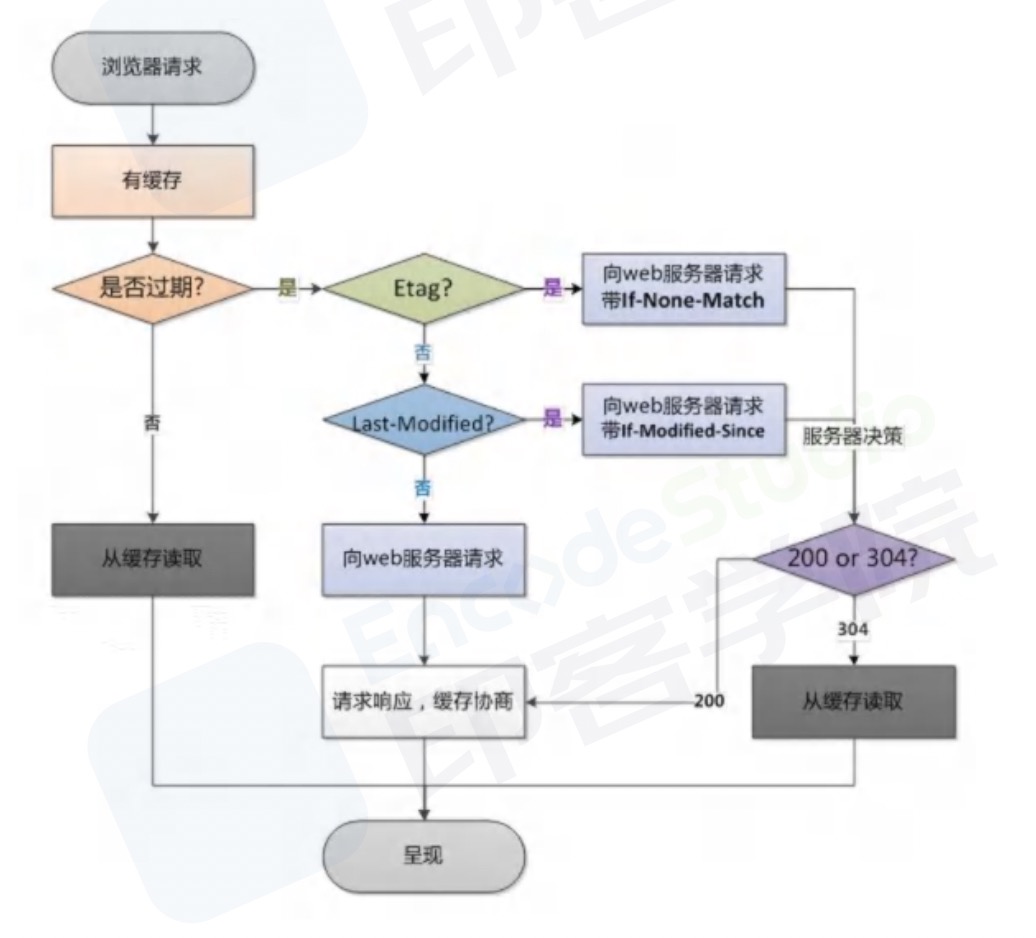 浏览器请求
有缓存
是否过期?
是
Etag?
是
向web服务器请求
带If-None-Match
否
否
Last-Modified?
是
向web服务器请求
带If-Modified-Since
服务器决策
否
从缓存读取
向web服务器请求
200 or 304?
304
请求响应，缓存协商
200
从缓存读取
呈现
EncodeStudio
印客学院
印客